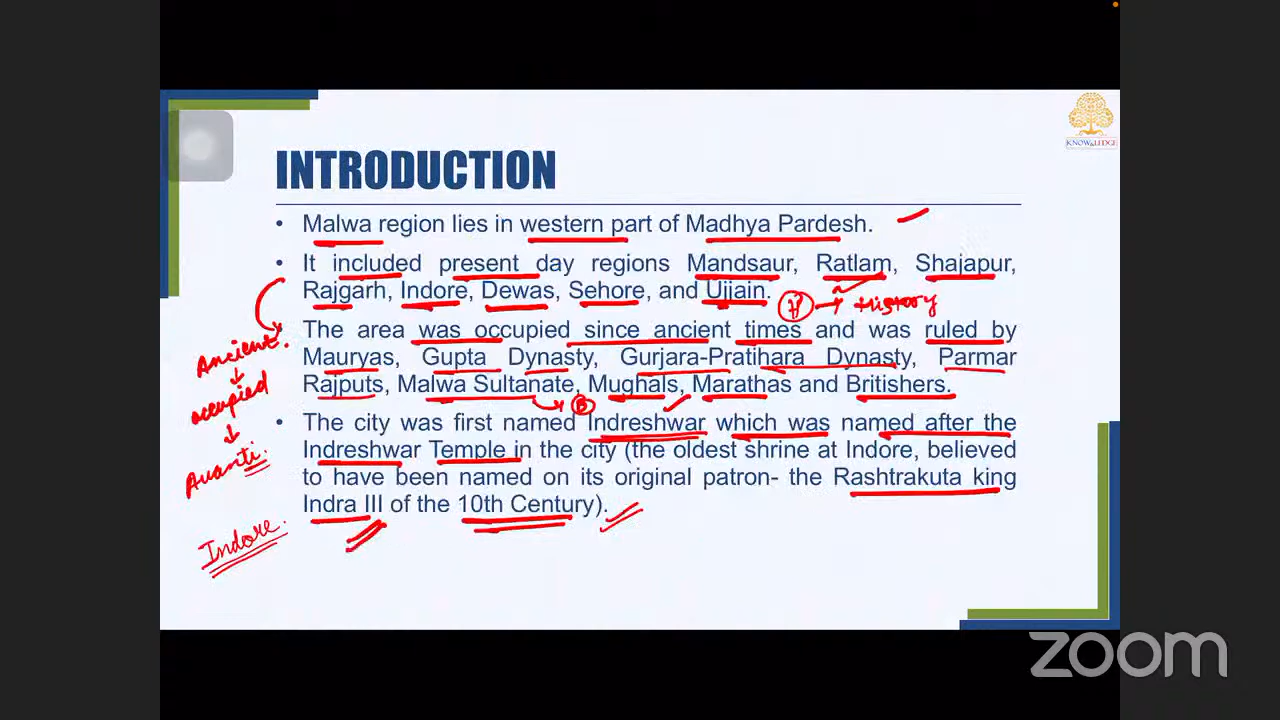 KNOWLEDGE
INTRODUCTION
• Malwa region lies in western part of Madhya Pardesh.
• It included present day regions Mandsaur, Ratlam, Shajapur,
Rajgarh, Indore, Dewas, Sehore, and Ujjain.
History
• The area was occupied since ancient times and was ruled by
Mauryas, Gupta Dynasty, Gurjara-Pratihara Dynasty, Parmar
Rajputs, Malwa Sultanate, Mughals, Marathas and Britishers.
Ancient.
occupied
Avanti.
• The city was first named Indreshwar which was named after the
Indreshwar Temple in the city (the oldest shrine at Indore, believed
to have been named on its original patron- the Rashtrakuta king
Indra III of the 10th Century).
Indore.
zoom